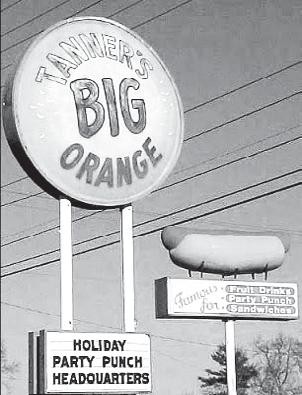 TANNER'S
BIG
ORANGE
HOLIDAY
PARTY PUNCH
HEADQUARTERS
Famous for:
Fruit Drinks
Party Punch
Sandwiches